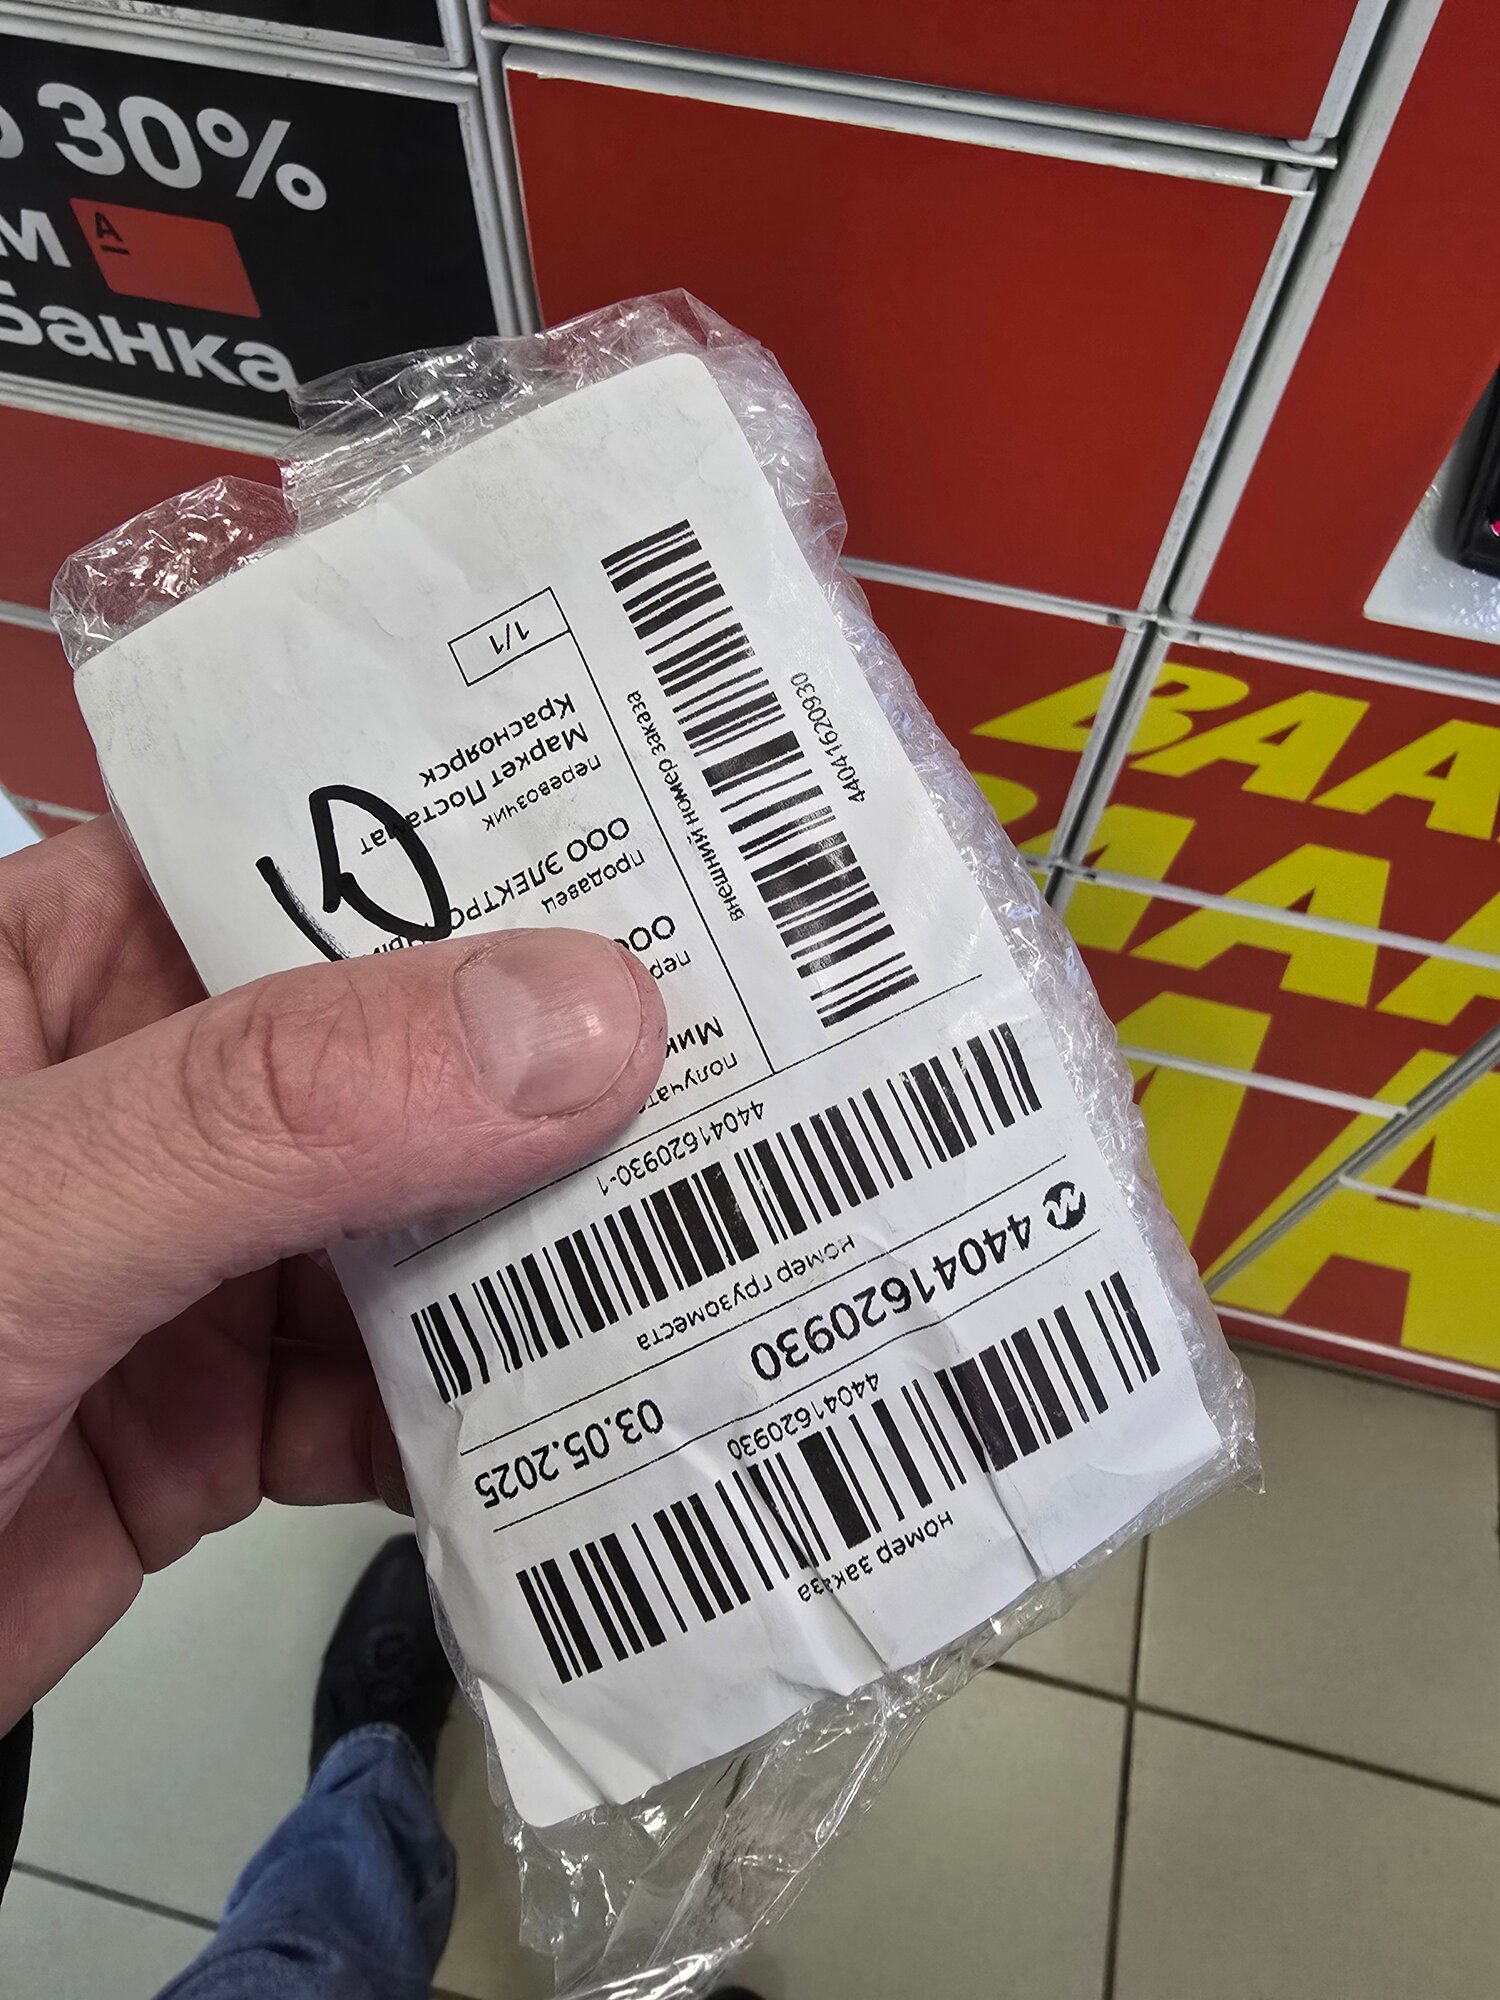 30%
А
Банка
номер заказа
44041620930
44041620930
03.05.2025
номер грузоместа
44041620930-1
ООО
продавец
ООО
перевозчик
Маркет Постамат
Красноярск
1/1
внешний номер заказа
44041620930